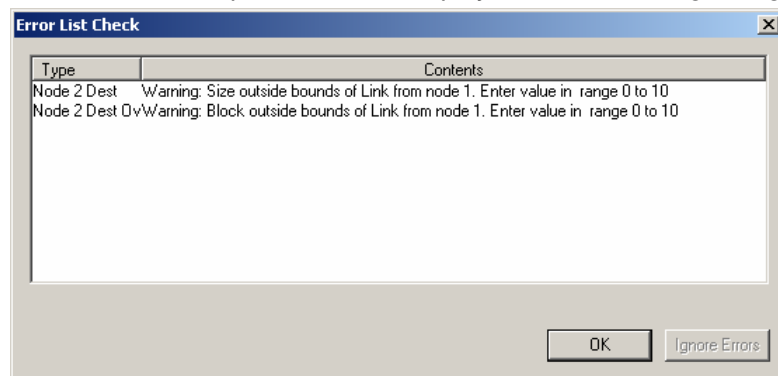 Error List Check
Type Contents
Node 2 Dest Warning: Size outside bounds of Link from node 1. Enter value in range 0 to 10
Node 2 Dest Ov Warning: Block outside bounds of Link from node 1. Enter value in range 0 to 10
OK Ignore Errors